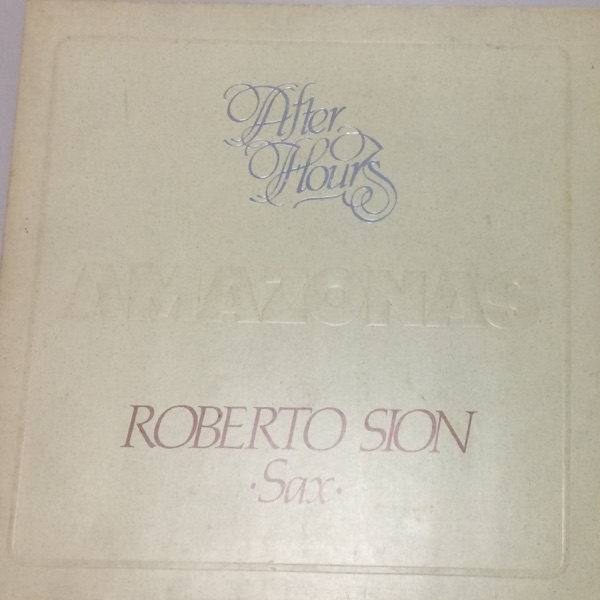 After
Hours
AMAZONAS
ROBERTO SION
·Sax·